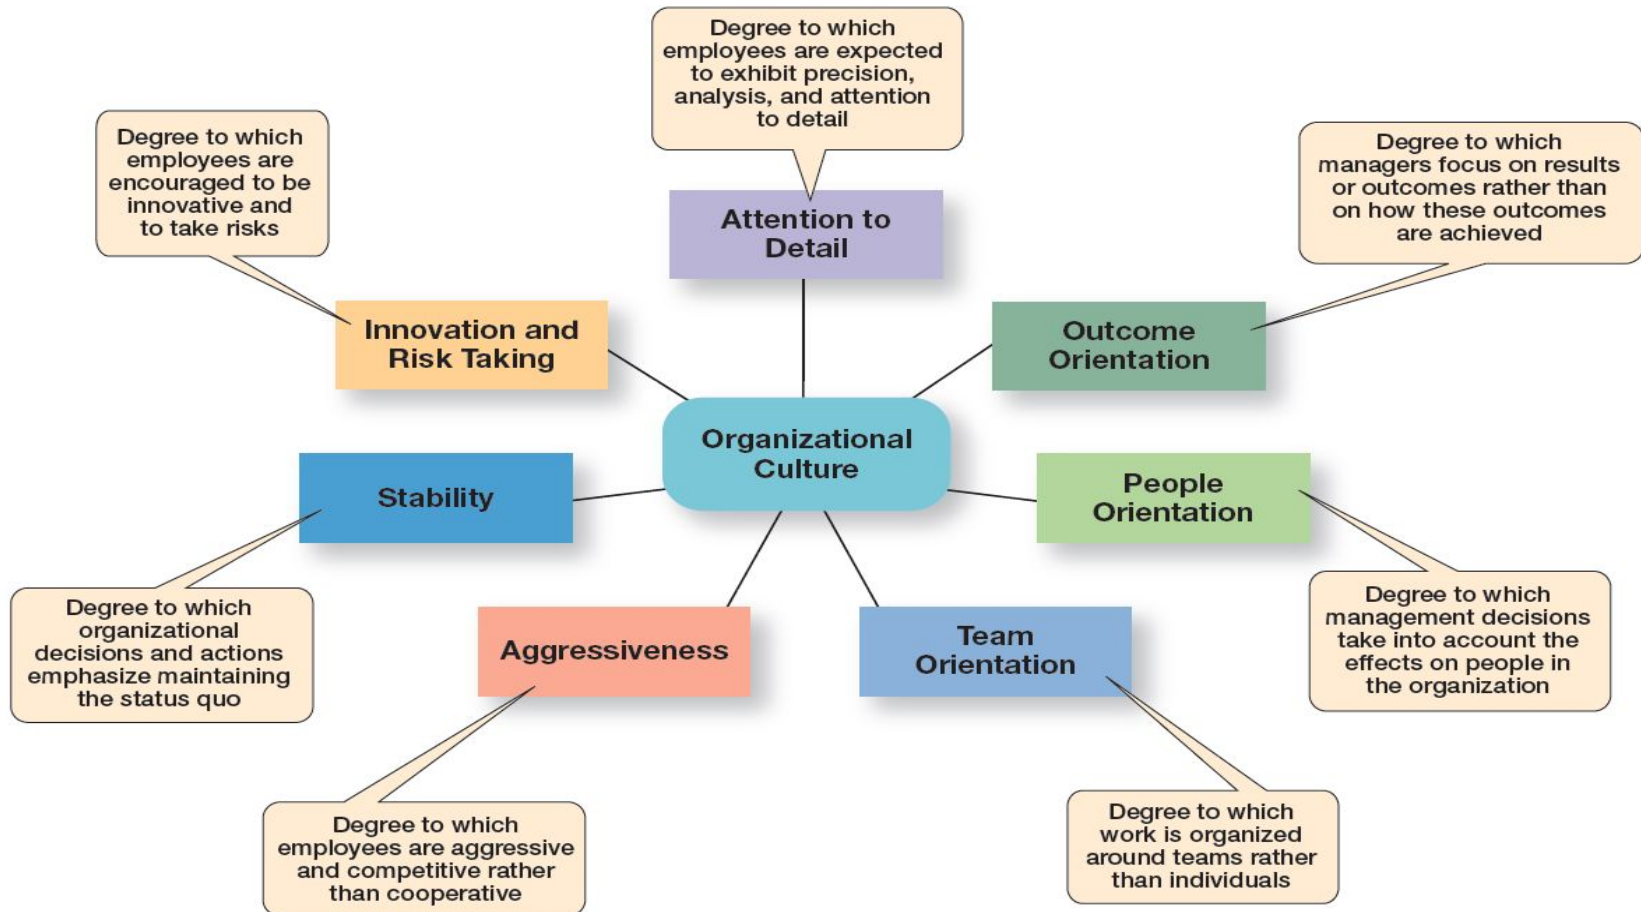 Degree to which
employees are expected
to exhibit precision,
analysis, and attention
to detail
Degree to which
employees are
encouraged to be
innovative and
to take risks
Degree to which
managers focus on results
or outcomes rather than
on how these outcomes
are achieved
Attention to
Detail
Innovation and
Risk Taking
Outcome
Orientation
Organizational
Culture
Stability
People
Orientation
Degree to which
organizational
decisions and actions
emphasize maintaining
the status quo
Aggressiveness
Team
Orientation
Degree to which
management decisions
take into account the
effects on people in
the organization
Degree to which
employees are aggressive
and competitive rather
than cooperative
Degree to which
work is organized
around teams rather
than individuals